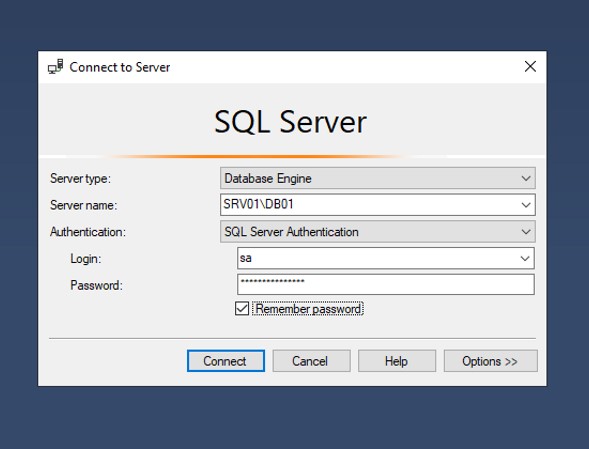 Connect to Server
SQL Server
Server type: Database Engine
Server name: SRV01\DB01
Authentication: SQL Server Authentication
Login: sa
Password: ***************
Remember password
Connect Cancel Help Options >>